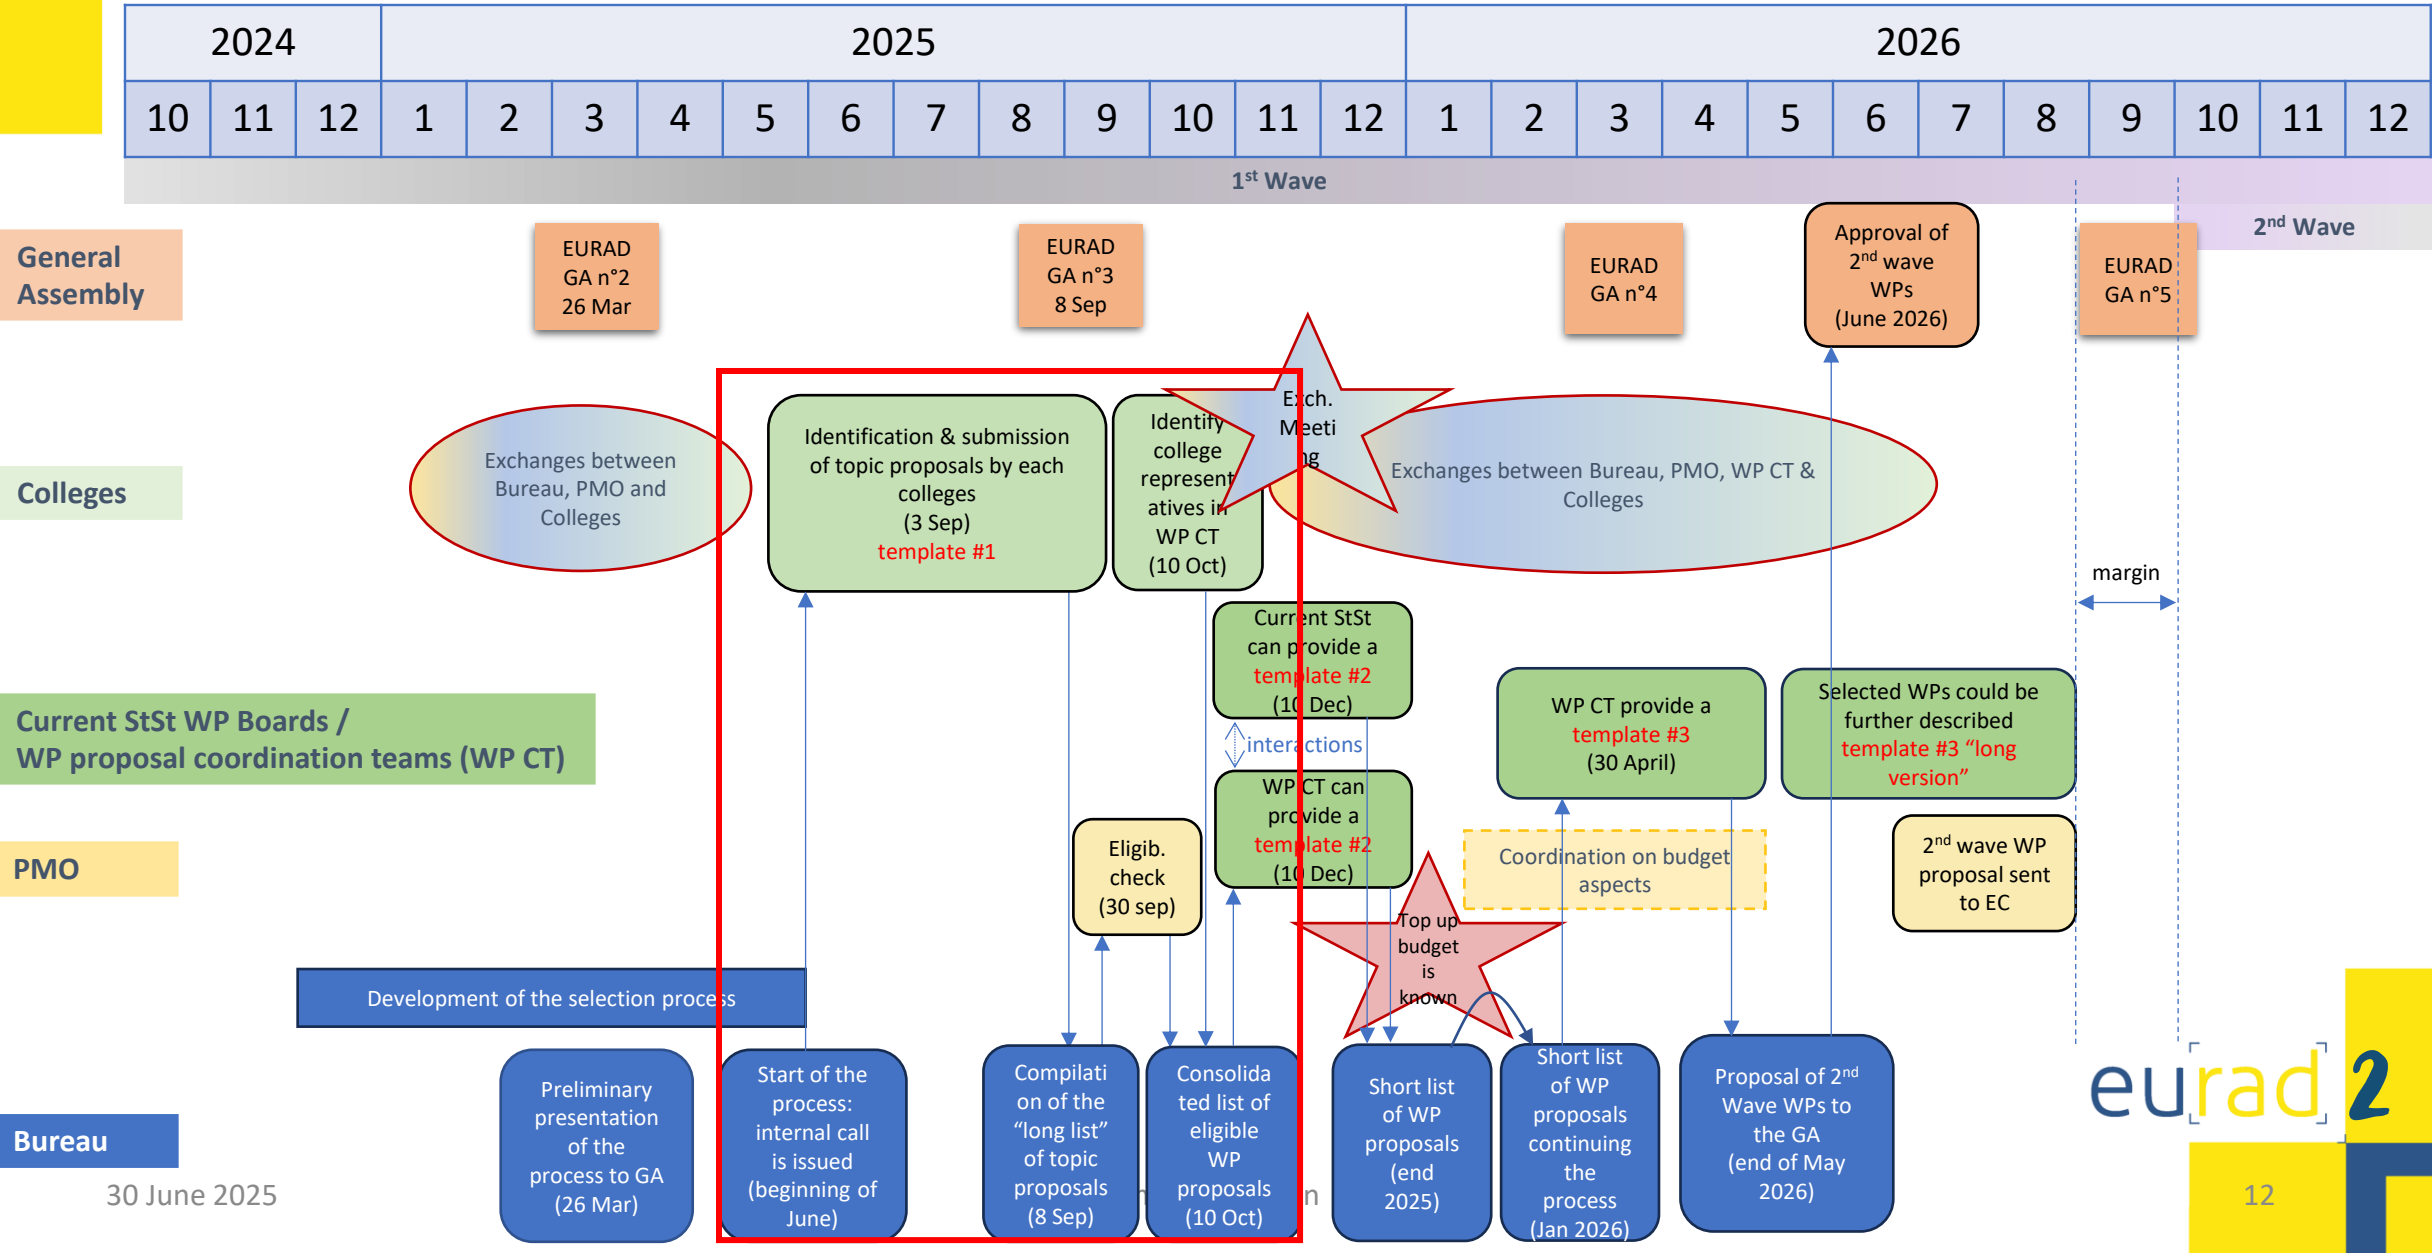 2024
2025
2026
10 11 12 1 2 3 4 5 6 7 8 9 10 11 12 1 2 3 4 5 6 7 8 9 10 11 12
1st Wave
2nd Wave
General
Assembly
EURAD
GA n°2
26 Mar
EURAD
GA n°3
8 Sep
EURAD
GA n°4
Approval of
2nd wave
WPs
(June 2026)
EURAD
GA n°5
Colleges
Exchanges between
Bureau, PMO and
Colleges
Identification & submission
of topic proposals by each
colleges
(3 Sep)
template #1
Identify
college
represent
atives in
WP CT
(10 Oct)
Exch.
Meeti
ng
Exchanges between Bureau, PMO, WP CT &
Colleges
margin
Current StSt WP Boards /
WP proposal coordination teams (WP CT)
Current StSt
can provide a
template #2
(10 Dec)
interactions
WP CT can
provide a
template #2
(10 Dec)
WP CT provide a
template #3
(30 April)
Selected WPs could be
further described
template #3 “long
version”
PMO
Eligib.
check
(30 sep)
Coordination on budget
aspects
2nd wave WP
proposal sent
to EC
Top up
budget
is
known
Development of the selection process
Bureau
Preliminary
presentation
of the
process to GA
(26 Mar)
Start of the
process:
internal call
is issued
(beginning of
June)
Compilati
on of the
“long list”
of topic
proposals
(8 Sep)
Consolida
ted list of
eligible
WP
proposals
(10 Oct)
Short list
of WP
proposals
(end
2025)
Short list
of WP
proposals
continuing
the
process
(Jan 2026)
Proposal of 2nd
Wave WPs to
the GA
(end of May
2026)
eurad 2
30 June 2025
12